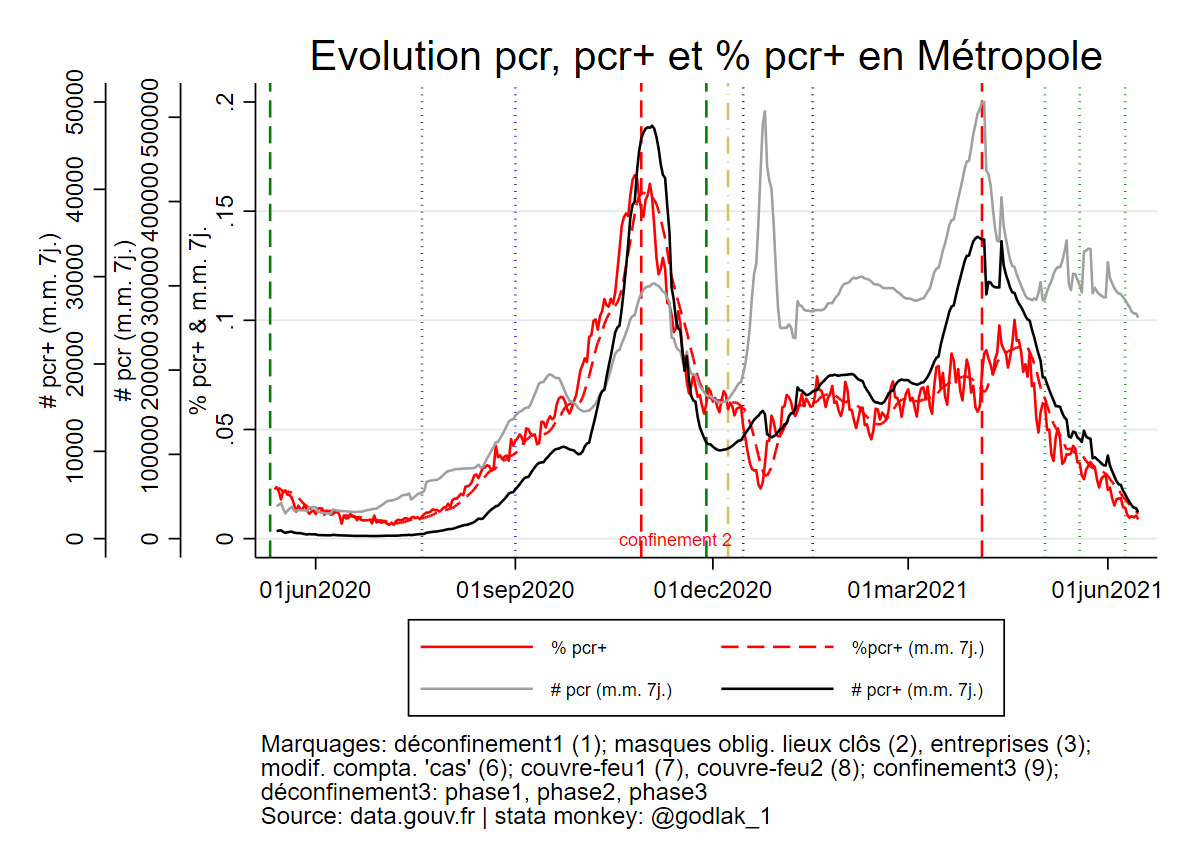 Evolution pcr, pcr+ et % pcr+ en Métropole
# pcr+ (m.m. 7j.)
0 10000 20000 30000 40000 50000
# pcr (m.m. 7j.)
0 100000 200000 300000 400000 500000
% pcr+ & m.m. 7j.
0 .05 .1 .15 .2
confinement 2
01jun2020 01sep2020 01dec2020 01mar2021 01jun2021
% pcr+ %pcr+ (m.m. 7j.)
# pcr (m.m. 7j.) # pcr+ (m.m. 7j.)
Marquages: déconfinement1 (1); masques oblig. lieux clôs (2), entreprises (3);
modif. compta. 'cas' (6); couvre-feu1 (7), couvre-feu2 (8); confinement3 (9);
déconfinement3: phase1, phase2, phase3
Source: data.gouv.fr | stata monkey: @godlak_1